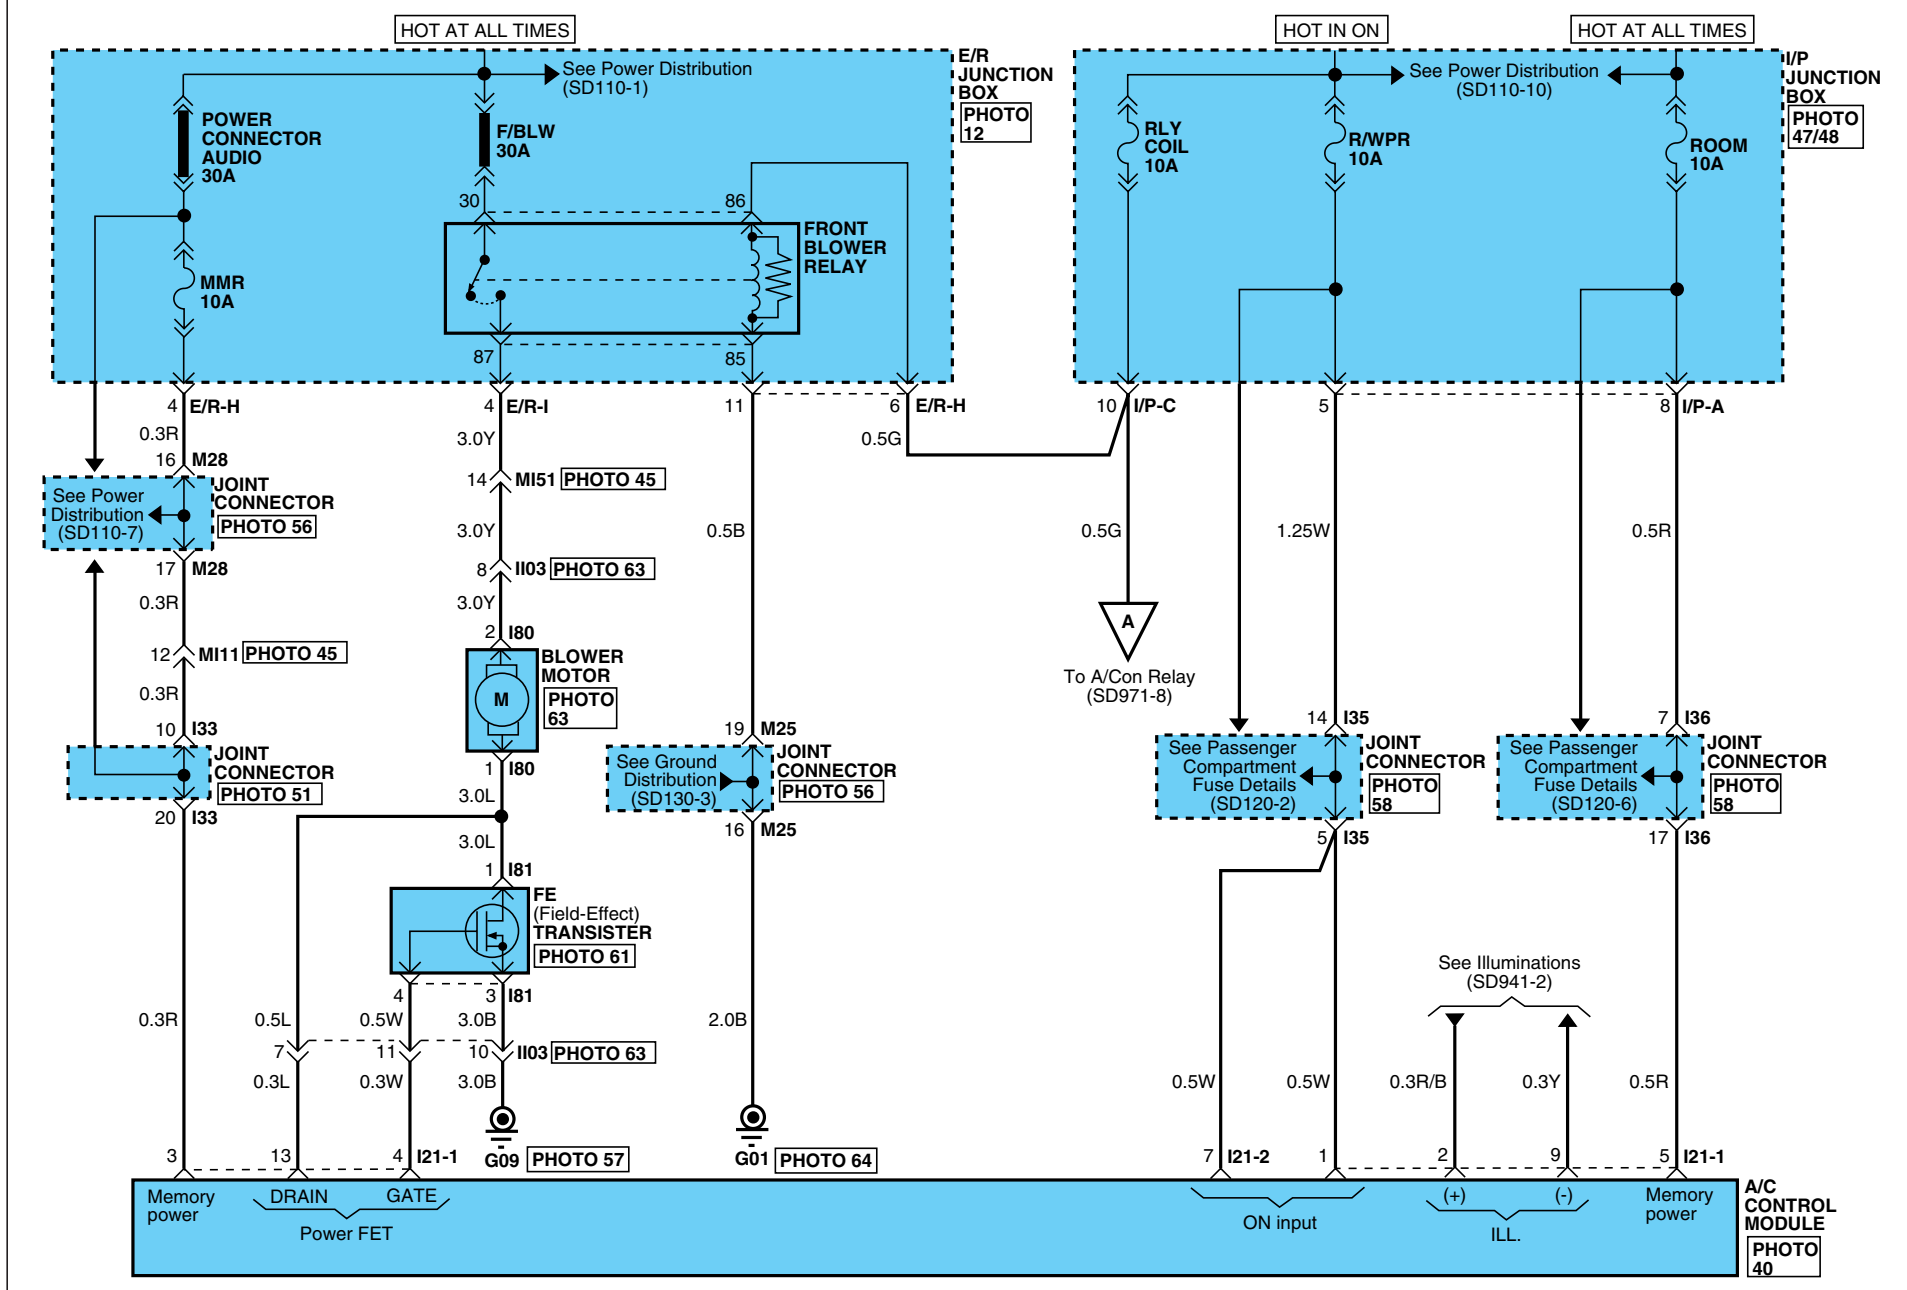 HOT AT ALL TIMES
HOT IN ON
HOT AT ALL TIMES
See Power Distribution
(SD110-1)
E/R
JUNCTION
BOX
PHOTO
12
See Power Distribution
(SD110-10)
I/P
JUNCTION
BOX
PHOTO
47/48
POWER
CONNECTOR
AUDIO
30A
F/BLW
30A
RLY
COIL
10A
R/WPR
10A
ROOM
10A
30
86
FRONT
BLOWER
RELAY
MMR
10A
87
85
4 E/R-H
4 E/R-I
11
6 E/R-H
10 I/P-C
5
8 I/P-A
0.3R
3.0Y
0.5G
16 M28
14 MI51 PHOTO 45
JOINT
CONNECTOR
PHOTO 56
See Power
Distribution
(SD110-7)
3.0Y
0.5B
0.5G
1.25W
0.5R
17 M28
8 II03 PHOTO 63
0.3R
3.0Y
A
To A/Con Relay
(SD971-8)
12 MI11 PHOTO 45
2 I80
BLOWER
MOTOR
PHOTO
63
M
0.3R
10 I33
19 M25
14 I35
7 I36
JOINT
CONNECTOR
PHOTO 51
1 I80
See Ground
Distribution
(SD130-3)
JOINT
CONNECTOR
PHOTO 56
See Passenger
Compartment
Fuse Details
(SD120-2)
JOINT
CONNECTOR
PHOTO
58
See Passenger
Compartment
Fuse Details
(SD120-6)
JOINT
CONNECTOR
PHOTO
58
3.0L
20 I33
16 M25
5 I35
17 I36
3.0L
1 I81
FE
(Field-Effect)
TRANSISTER
PHOTO 61
See Illuminations
(SD941-2)
4
3 I81
0.3R
0.5L
0.5W
3.0B
2.0B
7
11
10 II03 PHOTO 63
0.3L
0.3W
3.0B
0.5W
0.5W
0.3R/B
0.3Y
0.5R
G09 PHOTO 57
G01 PHOTO 64
3
13
4 I21-1
7 I21-2
1
2
9
5 I21-1
Memory
power
DRAIN
GATE
Power FET
ON input
(+)
(-)
ILL.
Memory
power
A/C
CONTROL
MODULE
PHOTO
40